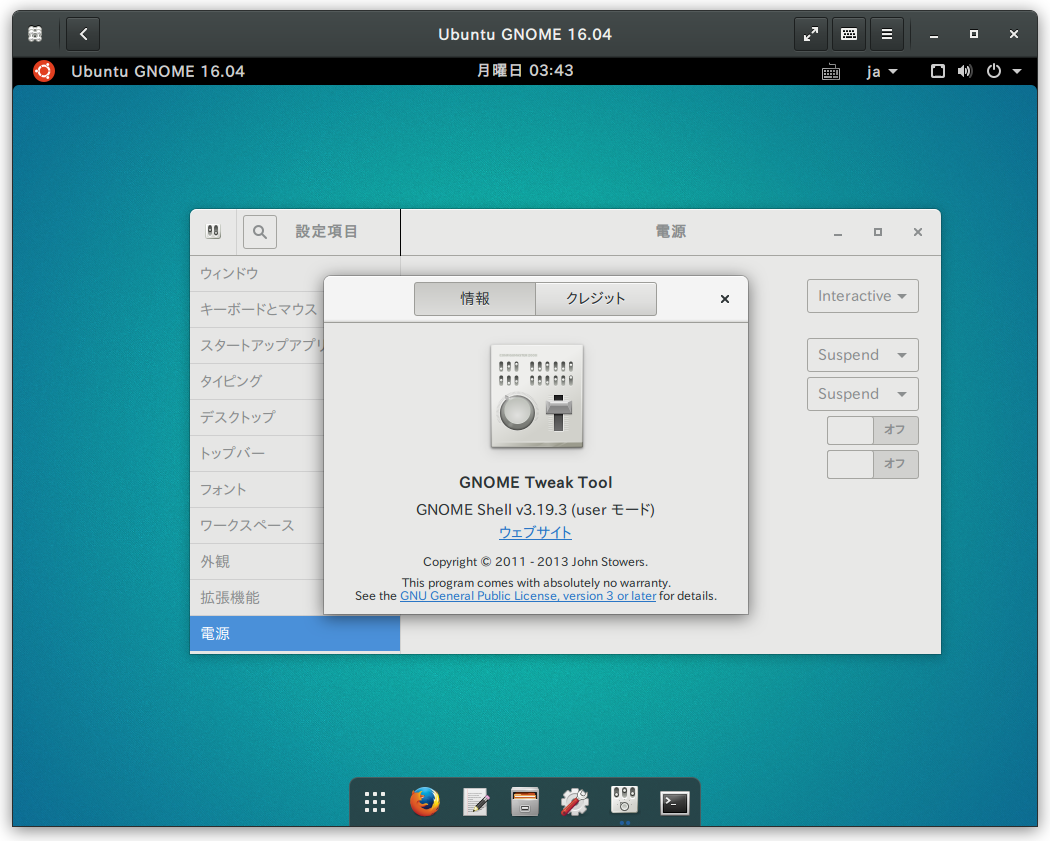 Ubuntu GNOME 16.04
Ubuntu GNOME 16.04
月曜日 03:43
ja
設定項目
電源
ウィンドウ
キーボードとマウス
スタートアップアプリ
タイピング
デスクトップ
トップバー
フォント
ワークスペース
外観
拡張機能
電源
Interactive
Suspend
Suspend
オフ
オフ
情報
クレジット
GNOME Tweak Tool
GNOME Shell v3.19.3 (user モード)
ウェブサイト
Copyright © 2011 - 2013 John Stowers.
This program comes with absolutely no warranty.
See the GNU General Public License, version 3 or later for details.